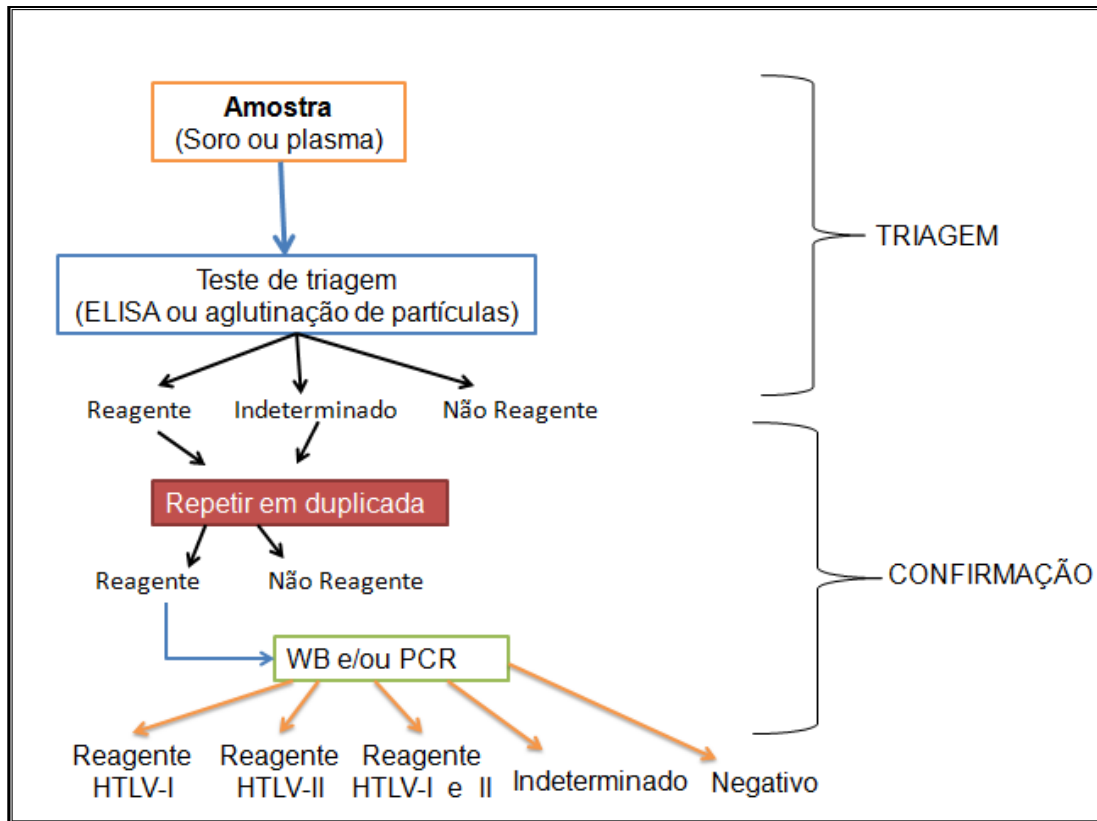 Amostra
(Soro ou plasma)
TRIAGEM
Teste de triagem
(ELISA ou aglutinação de partículas)
Reagente Indeterminado Não Reagente
Repetir em duplicada
CONFIRMAÇÃO
Reagente Não Reagente
WB e/ou PCR
Reagente
HTLV-I
Reagente
HTLV-II
Reagente
HTLV-I e II
Indeterminado
Negativo